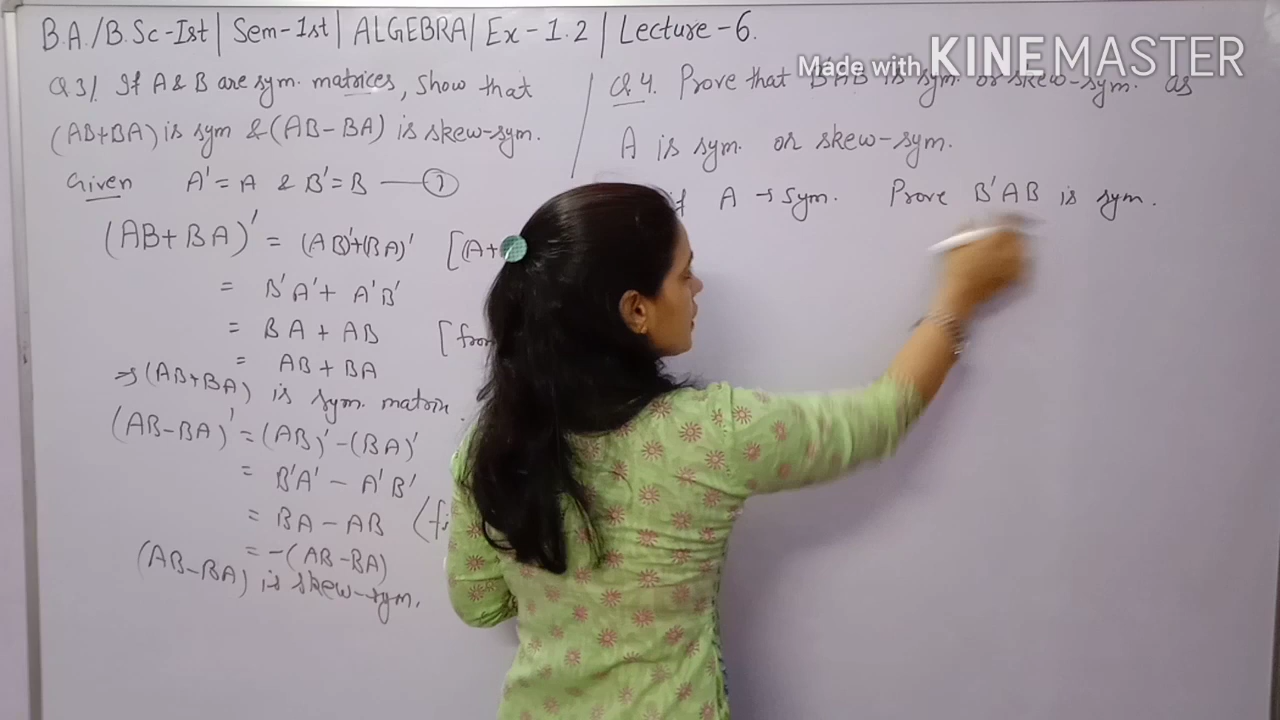 B.A./B.Sc-Ist | Sem-1st | ALGEBRA | Ex-1.2 | Lecture-6.
Made with KINEMASTER
Q.3/. If A & B are sym. matrices, Show that
(AB+BA) is sym & (AB-BA) is skew-sym.
Given A' = A & B' = B —— ①
(AB+BA)' = (AB)'+(BA)' [(A+
= B'A' + A'B'
= BA + AB [from
= AB + BA
⇒ (AB+BA) is sym. matrix.
(AB-BA)' = (AB)' - (BA)'
= B'A' - A'B'
= BA - AB
= -(AB-BA)
(AB-BA) is skew-sym.
Q.4. Prove that B'AB is sym. or skew-sym. as
A is sym. or skew-sym.
If A → Sym. Prove B'AB is sym.